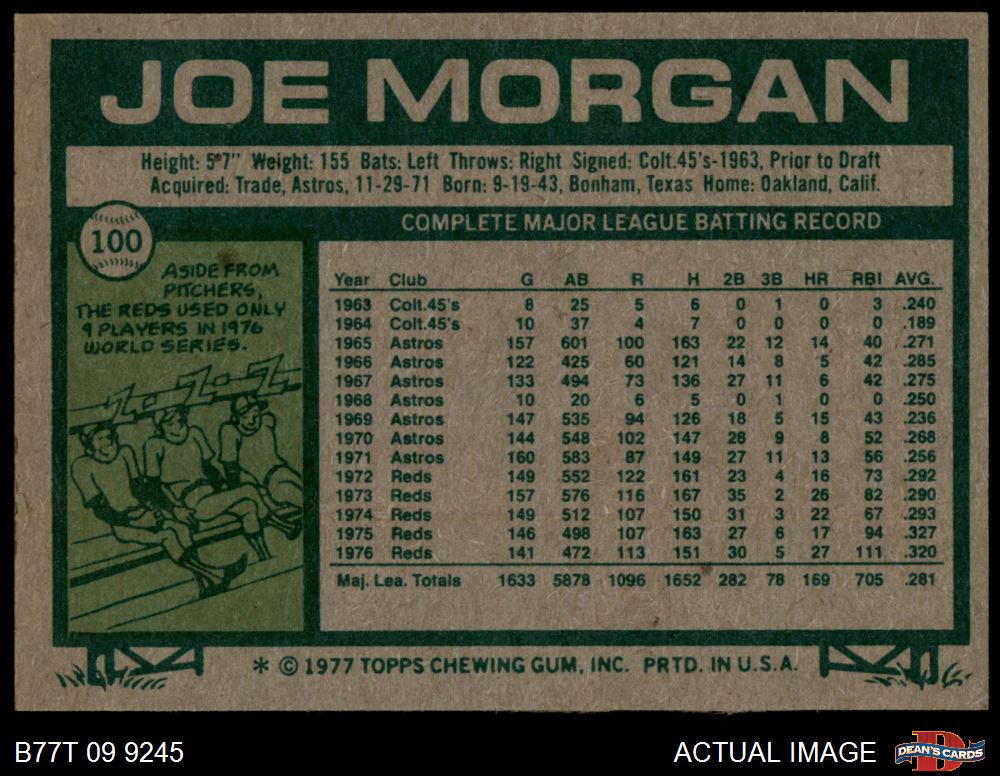 JOE MORGAN
Height: 5'7" Weight: 155 Bats: Left Throws: Right Signed: Colt.45's-1963, Prior to Draft
Acquired: Trade, Astros, 11-29-71 Born: 9-19-43, Bonham, Texas Home: Oakland, Calif.
100
COMPLETE MAJOR LEAGUE BATTING RECORD
ASIDE FROM
PITCHERS,
THE REDS USED ONLY
9 PLAYERS IN 1976
WORLD SERIES.
Z-Z-Z
Year Club G AB R H 2B 3B HR RBI AVG.
1963 Colt.45's 8 25 5 6 0 1 0 3 .240
1964 Colt.45's 10 37 4 7 0 0 0 0 .189
1965 Astros 157 601 100 163 22 12 14 40 .271
1966 Astros 122 425 60 121 14 8 5 42 .285
1967 Astros 133 494 73 136 27 11 6 42 .275
1968 Astros 10 20 6 5 0 1 0 0 .250
1969 Astros 147 535 94 126 18 5 15 43 .236
1970 Astros 144 548 102 147 28 9 8 52 .268
1971 Astros 160 583 87 149 27 11 13 56 .256
1972 Reds 149 552 122 161 23 4 16 73 .292
1973 Reds 157 576 116 167 35 2 26 82 .290
1974 Reds 149 512 107 150 31 3 22 67 .293
1975 Reds 146 498 107 163 27 6 17 94 .327
1976 Reds 141 472 113 151 30 5 27 111 .320
Maj. Lea. Totals 1633 5878 1096 1652 282 78 169 705 .281
* © 1977 TOPPS CHEWING GUM, INC. PRTD. IN U.S.A.
B77T 09 9245
ACTUAL IMAGE
D
DEAN'S CARDS